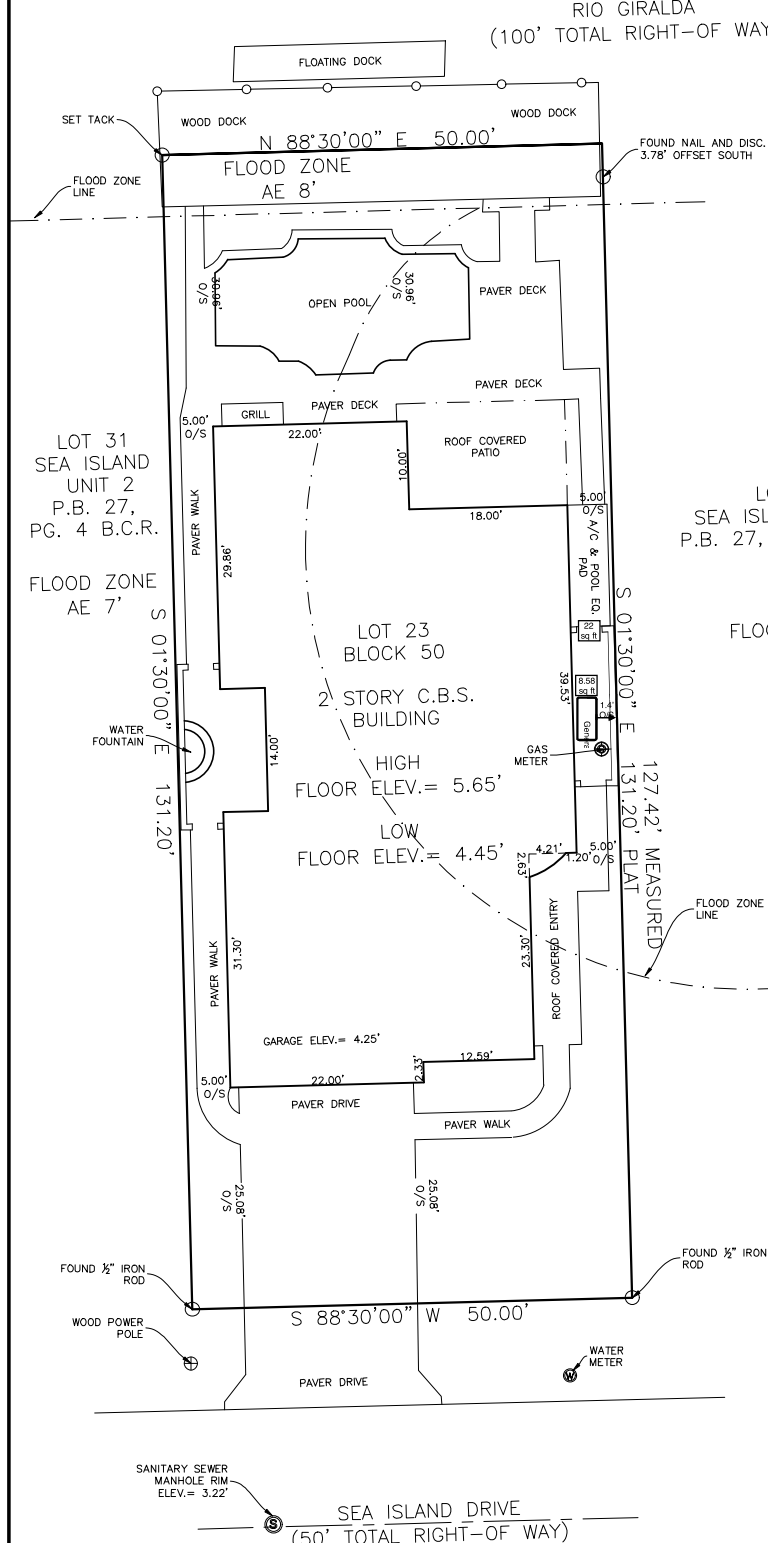 RIO GIRALDA
(100' TOTAL RIGHT-OF WAY
FLOATING DOCK
WOOD DOCK
WOOD DOCK
SET TACK
N 88°30'00" E 50.00'
FOUND NAIL AND DISC.
3.78' OFFSET SOUTH
FLOOD ZONE
AE 8'
FLOOD ZONE
LINE
30.96'
O/S
30.96'
O/S
OPEN POOL
PAVER DECK
PAVER DECK
PAVER DECK
GRILL
5.00'
O/S
22.00'
10.00'
ROOF COVERED
PATIO
18.00'
5.00'
O/S
LOT 31
SEA ISLAND
UNIT 2
P.B. 27,
PG. 4 B.C.R.
FLOOD ZONE
AE 7'
PAVER WALK
29.86'
A/C & POOL EQ.
PAD
L
SEA ISL
P.B. 27,
FLOO
S 01°30'00" E 131.20'
S 01°30'00" E 131.20' PLAT
127.42' MEASURED
LOT 23
BLOCK 50
2 STORY C.B.S.
BUILDING
HIGH
FLOOR ELEV.= 5.65'
LOW
FLOOR ELEV.= 4.45'
22
sq ft
8.58
sq ft
39.53'
1.4'
O/S
Genera
GAS
METER
WATER
FOUNTAIN
14.00'
4.21'
1.20'
5.00'
O/S
2.63'
FLOOD ZONE
LINE
PAVER WALK
31.30'
23.30'
ROOF COVERED ENTRY
GARAGE ELEV.= 4.25'
12.59'
2.33'
5.00'
O/S
22.00'
PAVER DRIVE
PAVER WALK
25.08'
O/S
25.08'
O/S
FOUND ½" IRON
ROD
FOUND ½" IRON
ROD
S 88°30'00" W 50.00'
WOOD POWER
POLE
WATER
METER
W
PAVER DRIVE
SANITARY SEWER
MANHOLE RIM
ELEV.= 3.22'
S
SEA ISLAND DRIVE
(50' TOTAL RIGHT-OF WAY)